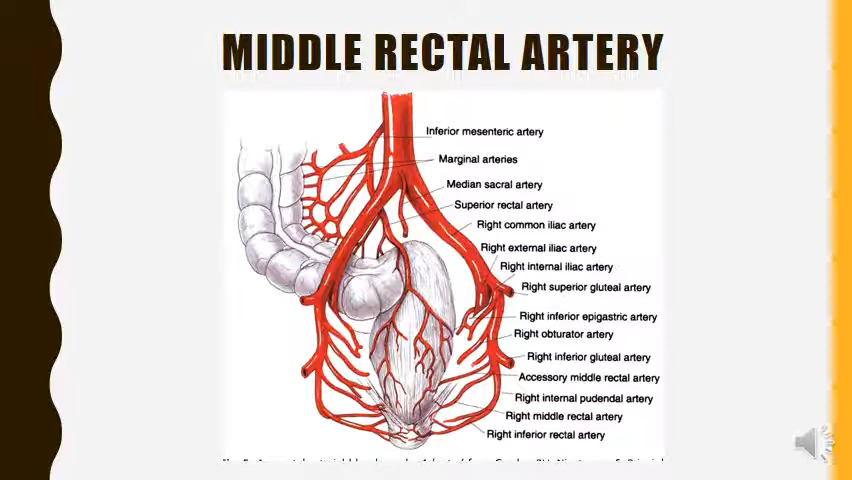 MIDDLE RECTAL ARTERY
Inferior mesenteric artery
Marginal arteries
Median sacral artery
Superior rectal artery
Right common iliac artery
Right external iliac artery
Right internal iliac artery
Right superior gluteal artery
Right inferior epigastric artery
Right obturator artery
Right inferior gluteal artery
Accessory middle rectal artery
Right internal pudendal artery
Right middle rectal artery
Right inferior rectal artery